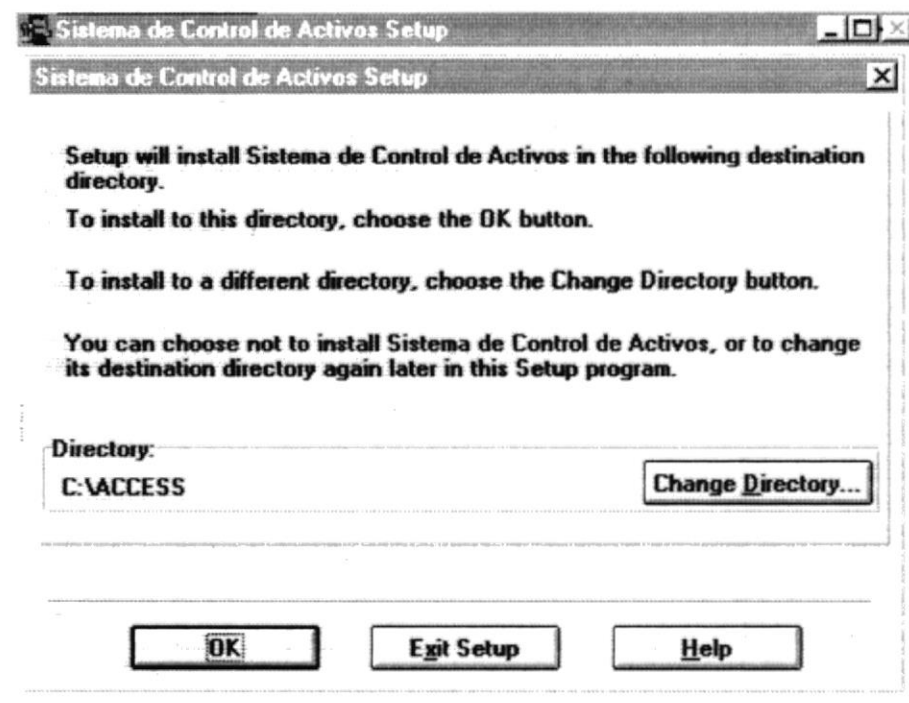 Sistema de Control de Activos Setup
Sistema de Control de Activos Setup
Setup will install Sistema de Control de Activos in the following destination
directory.
To install to this directory, choose the OK button.
To install to a different directory, choose the Change Directory button.
You can choose not to install Sistema de Control de Activos, or to change
its destination directory again later in this Setup program.
Directory:
C:\ACCESS
Change Directory...
OK
Exit Setup
Help